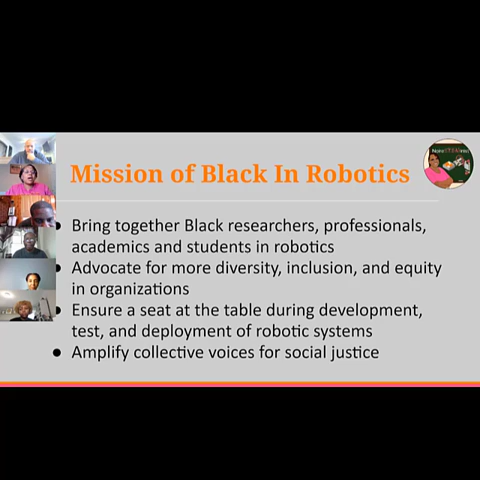 Mission of Black In Robotics
Bring together Black researchers, professionals,
academics and students in robotics
Advocate for more diversity, inclusion, and equity
in organizations
Ensure a seat at the table during development,
test, and deployment of robotic systems
Amplify collective voices for social justice